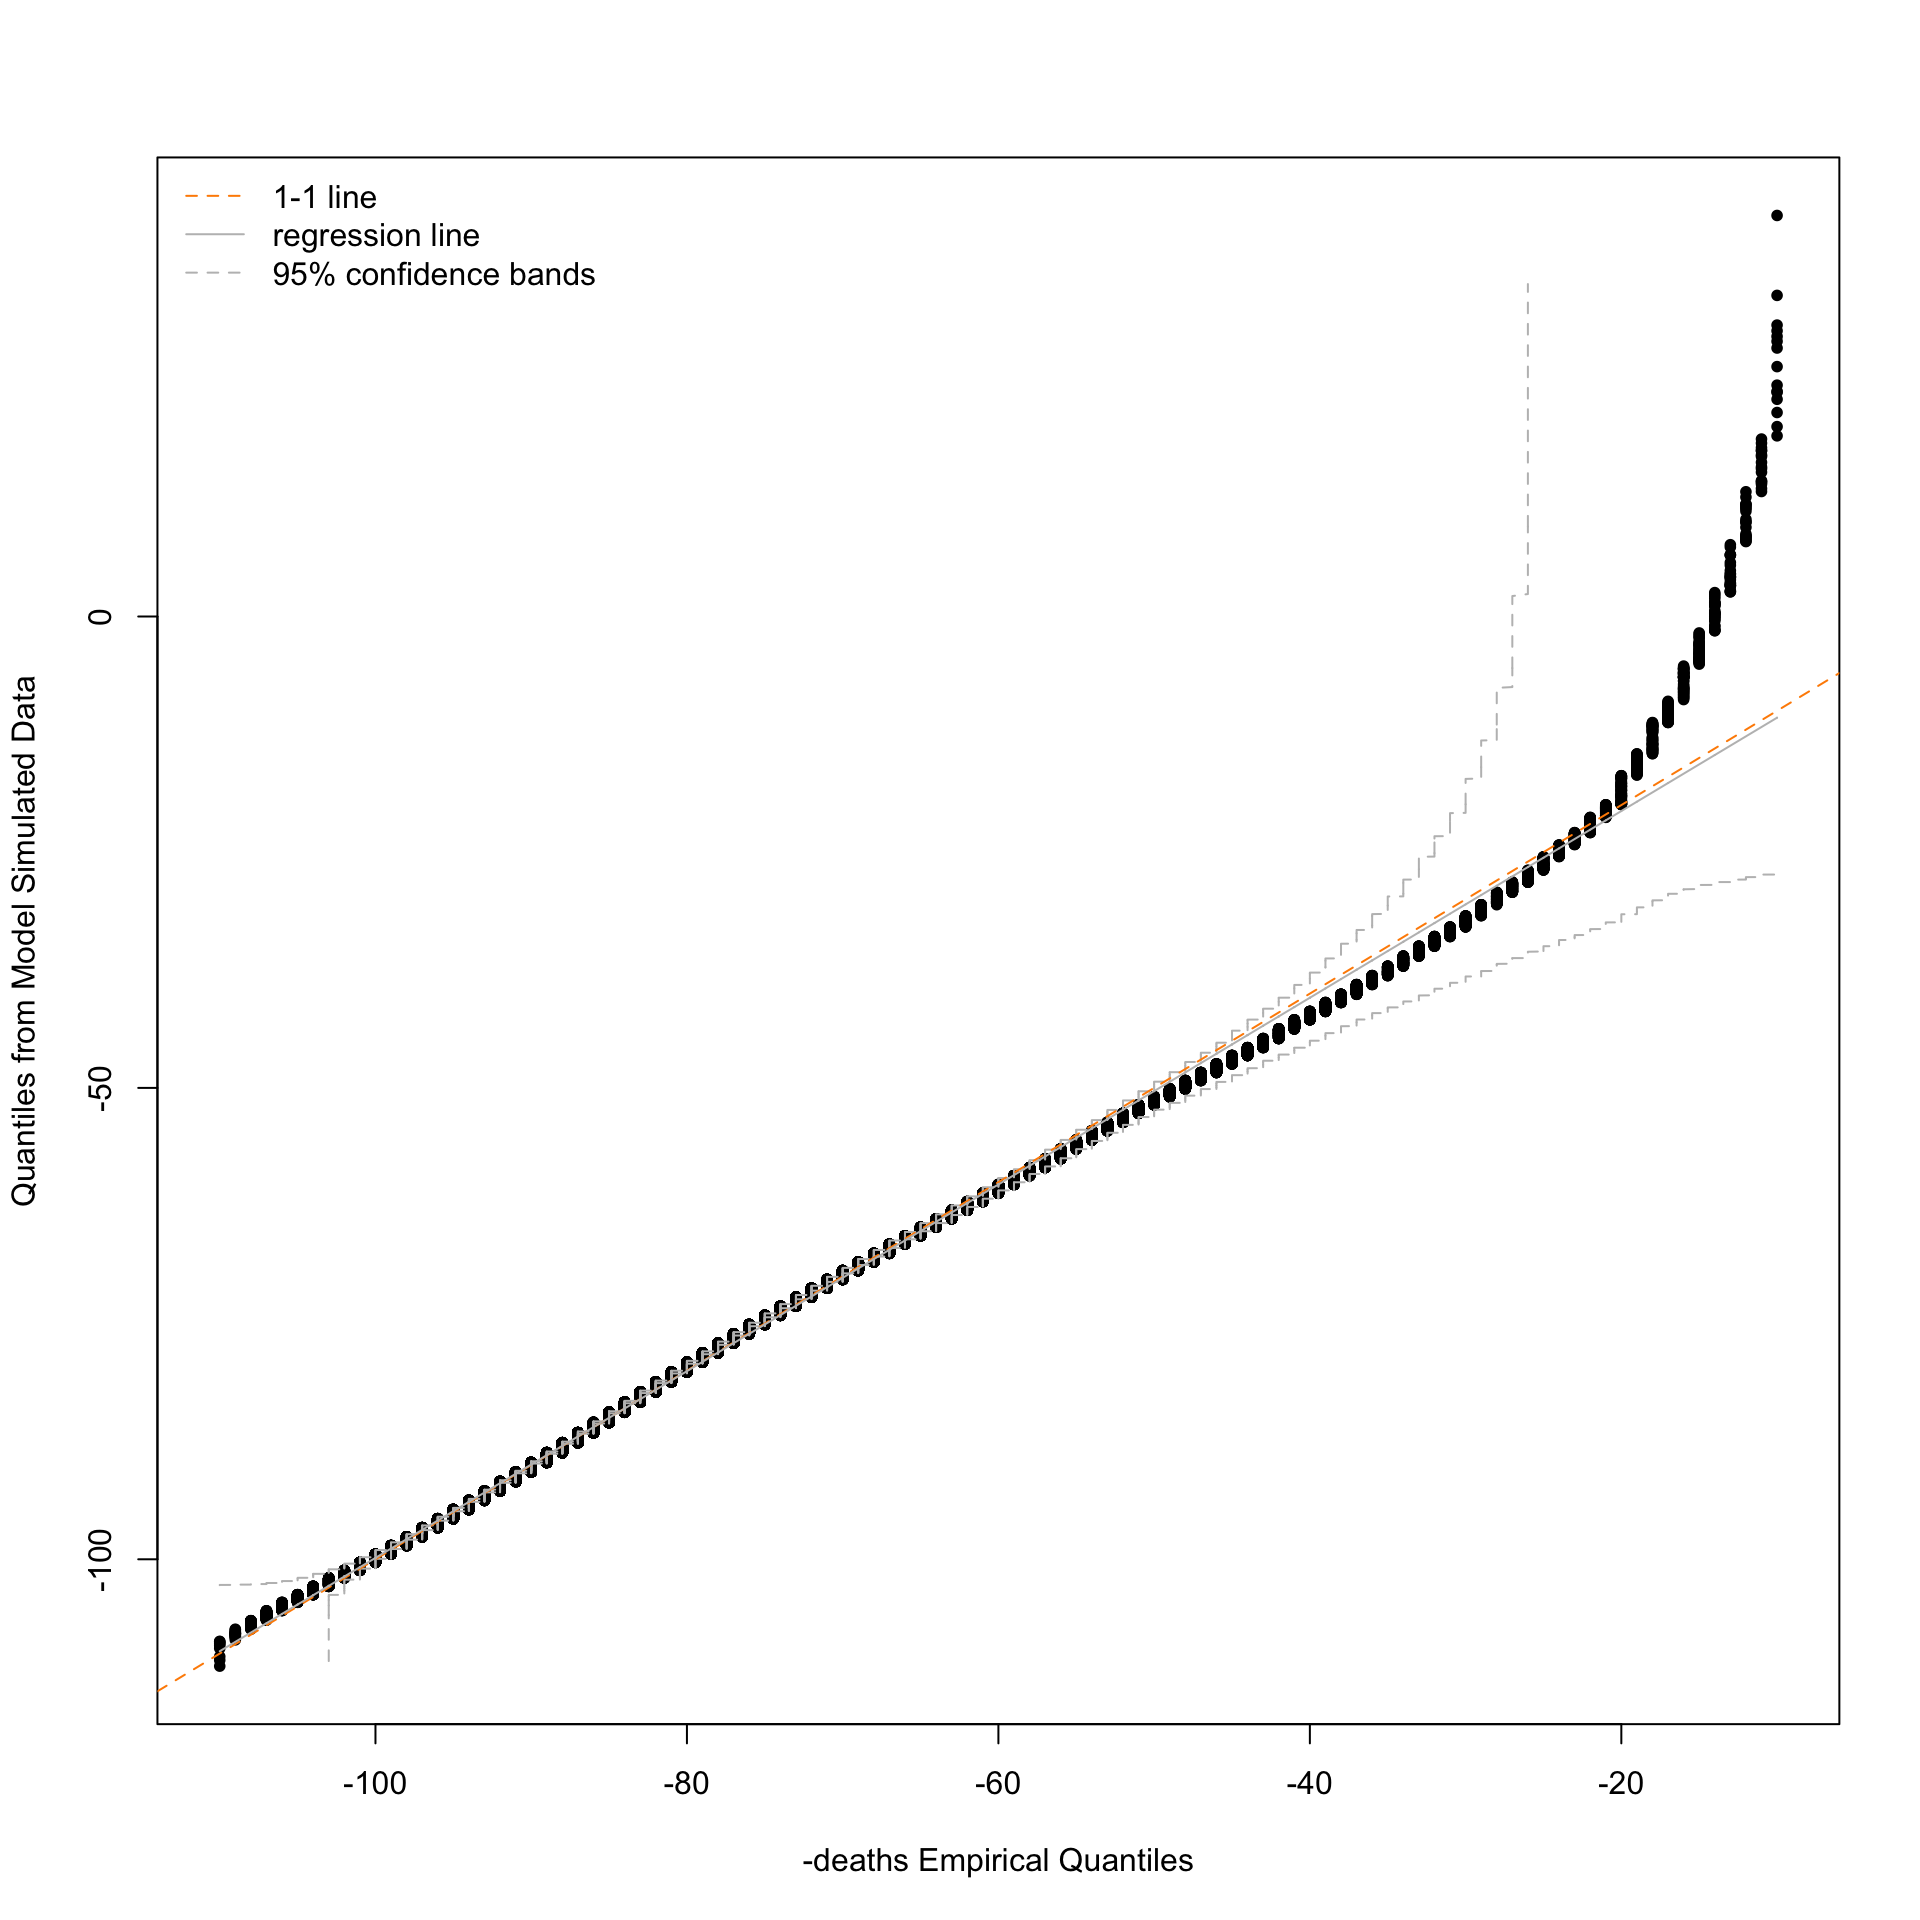 1-1 line
regression line
95% confidence bands
Quantiles from Model Simulated Data
0
-50
-100
-100 -80 -60 -40 -20
-deaths Empirical Quantiles